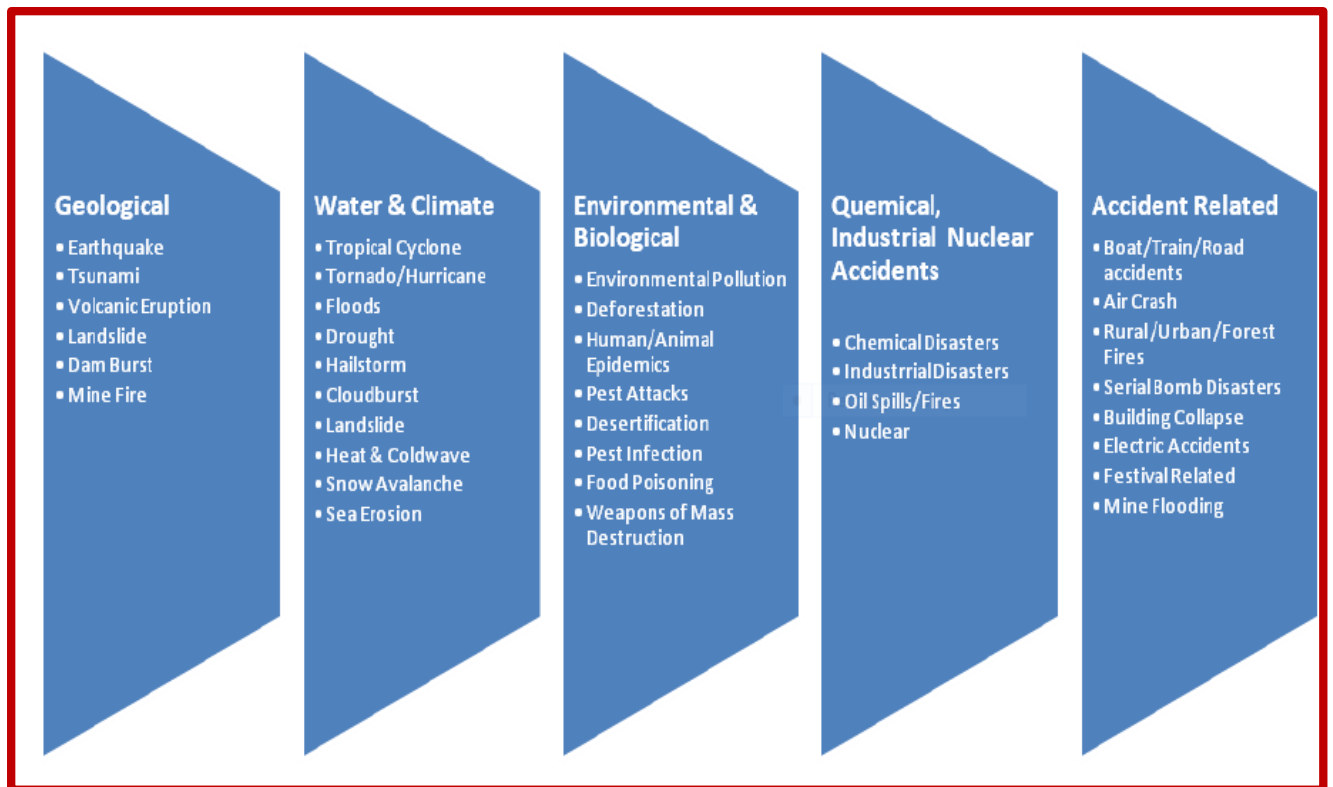 Geological
• Earthquake
• Tsunami
• Volcanic Eruption
• Landslide
• Dam Burst
• Mine Fire
Water & Climate
• Tropical Cyclone
• Tornado/Hurricane
• Floods
• Drought
• Hailstorm
• Cloudburst
• Landslide
• Heat & Coldwave
• Snow Avalanche
• Sea Erosion
Environmental &
Biological
• Environmental Pollution
• Deforestation
• Human/Animal
Epidemics
• Pest Attacks
• Desertification
• Pest Infection
• Food Poisoning
• Weapons of Mass
Destruction
Quemical,
Industrial Nuclear
Accidents
• Chemical Disasters
• Industrrial Disasters
• Oil Spills/Fires
• Nuclear
Accident Related
• Boat/Train/Road
accidents
• Air Crash
• Rural/Urban/Forest
Fires
• Serial Bomb Disasters
• Building Collapse
• Electric Accidents
• Festival Related
• Mine Flooding